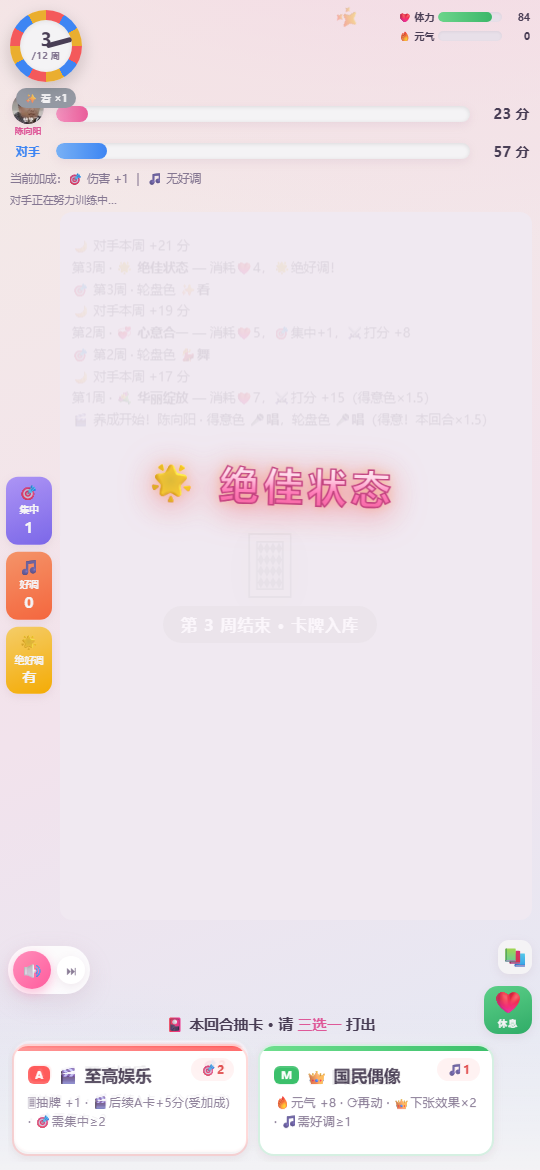 3
/12 周
体力 84
元气 0
看 ×1
陈向阳
23 分
对手
57 分
当前加成: 伤害 +1 | 无好调
对手正在努力训练中...
对手本周 +21 分
第3周 · 绝佳状态 — 消耗 4, 绝好调!
第3周 · 轮盘色 看
对手本周 +19 分
第2周 · 心意合一 — 消耗 5, 集中+1, 打分 +8
第2周 · 轮盘色 舞
对手本周 +17 分
第1周 · 华丽绽放 — 消耗 7, 打分 +15 (得意色×1.5)
养成开始! 陈向阳 · 得意色 唱, 轮盘色 唱 (得意! 本回合×1.5)
绝佳状态
第 3 周结束 • 卡牌入库
集中
1
好调
0
绝好调
有
休息
本回合抽卡 • 请 三选一 打出
A 至高娱乐 2
抽牌 +1 · 后续A卡+5分(受加成)
· 需集中≥2
M 国民偶像 1
元气 +8 · 再动 · 下张效果×2
· 需好调≥1